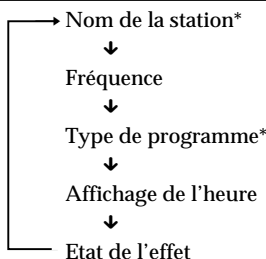 Nom de la station*
Fréquence
Type de programme*
Affichage de l'heure
Etat de l'effet